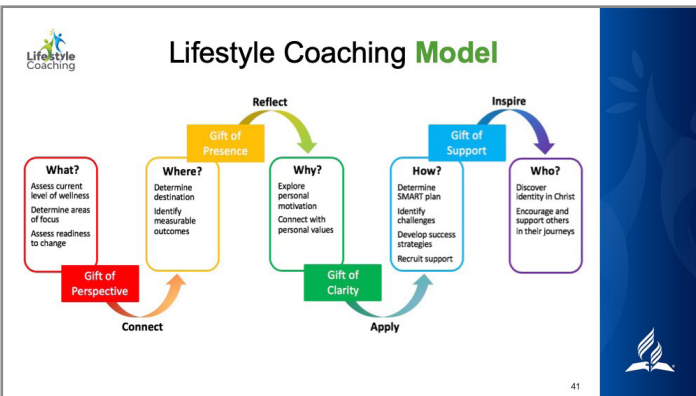 Lifestyle
Coaching
Lifestyle Coaching Model
Reflect
Inspire
Gift of
Presence
Gift of
Support
What?
Assess current
level of wellness
Determine areas
of focus
Assess readiness
to change
Where?
Determine
destination
Identify
measurable
outcomes
Why?
Explore
personal
motivation
Connect with
personal values
How?
Determine
SMART plan
Identify
challenges
Develop success
strategies
Recruit support
Who?
Discover
identity in Christ
Encourage and
support others
in their journeys
Gift of
Perspective
Gift of
Clarity
Connect
Apply
41